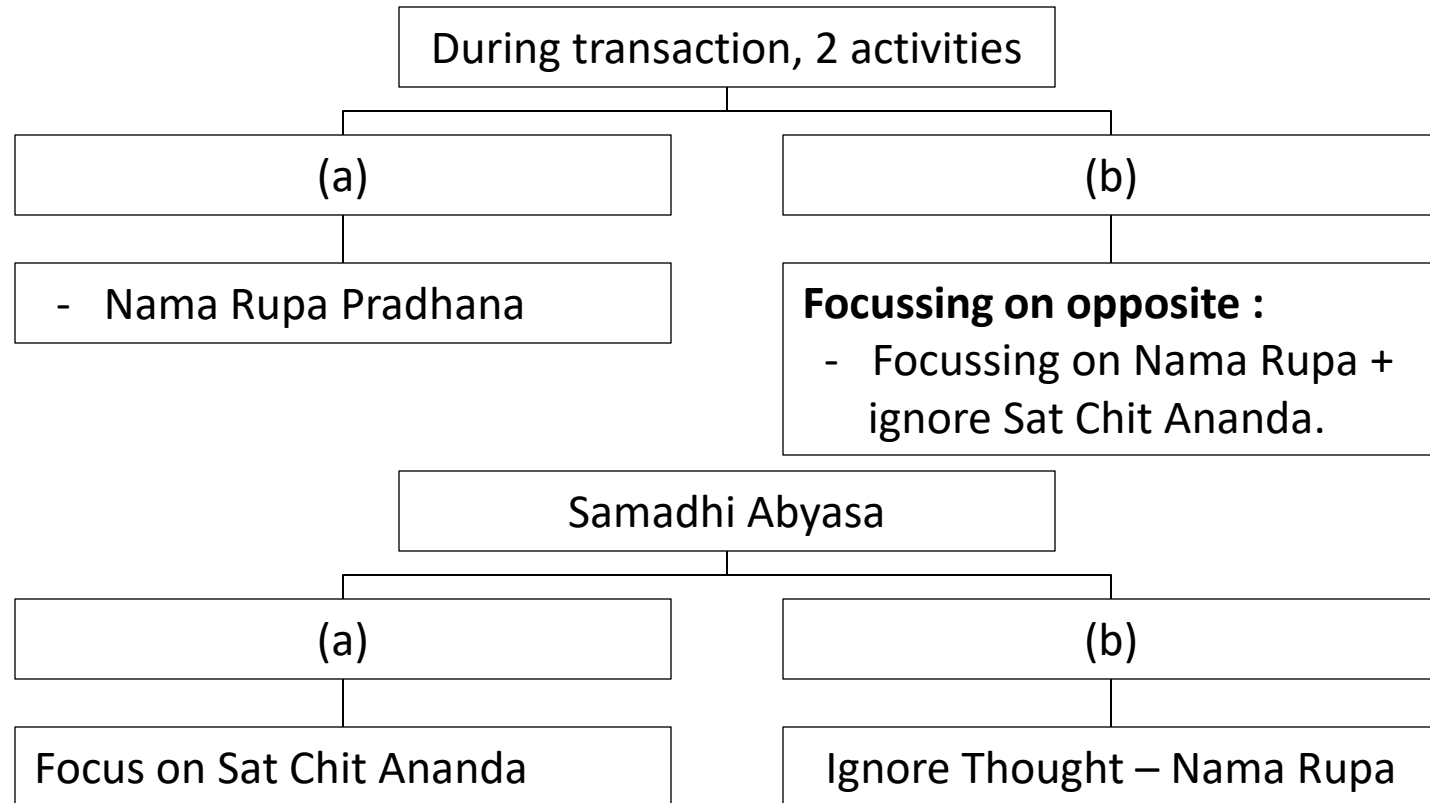 During transaction, 2 activities
(a)
(b)
- Nama Rupa Pradhana
Focussing on opposite :
- Focussing on Nama Rupa +
ignore Sat Chit Ananda.
Samadhi Abyasa
(a)
(b)
Focus on Sat Chit Ananda
Ignore Thought – Nama Rupa